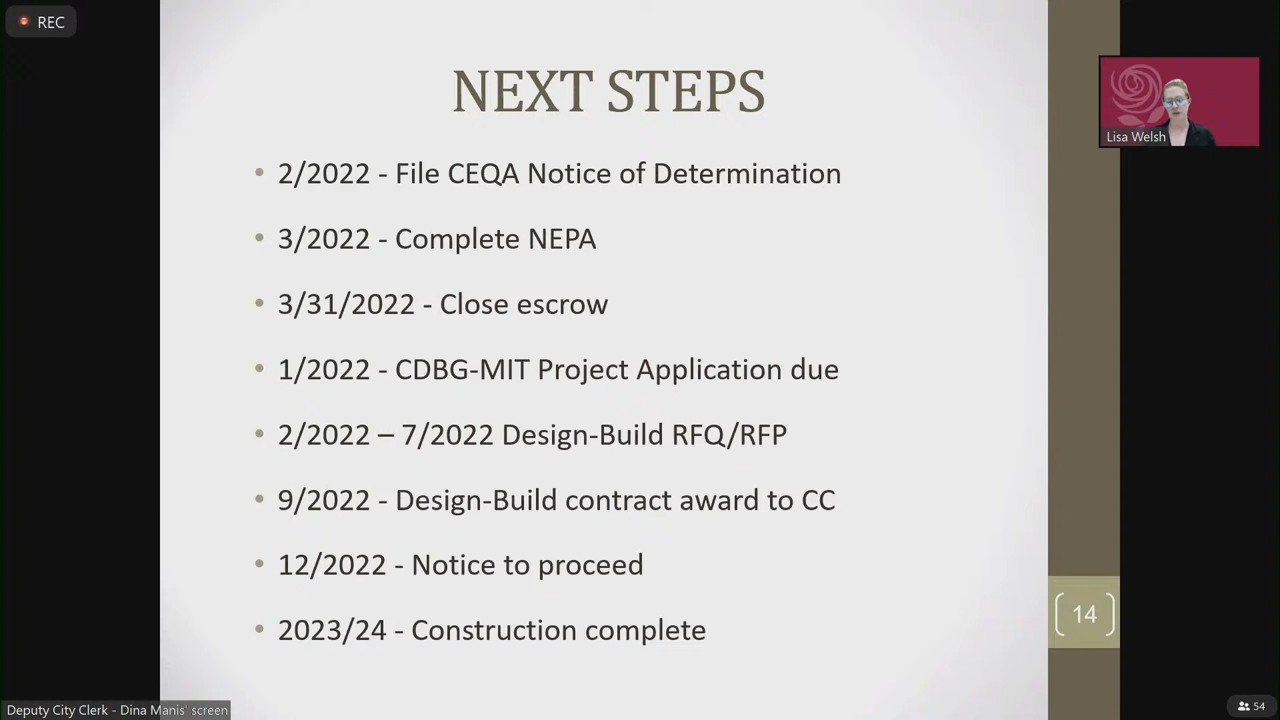 REC
NEXT STEPS
• 2/2022 - File CEQA Notice of Determination
• 3/2022 - Complete NEPA
• 3/31/2022 - Close escrow
• 1/2022 - CDBG-MIT Project Application due
• 2/2022 – 7/2022 Design-Build RFQ/RFP
• 9/2022 - Design-Build contract award to CC
• 12/2022 - Notice to proceed
• 2023/24 - Construction complete
14
Lisa Welsh
Deputy City Clerk - Dina Manis' screen
54